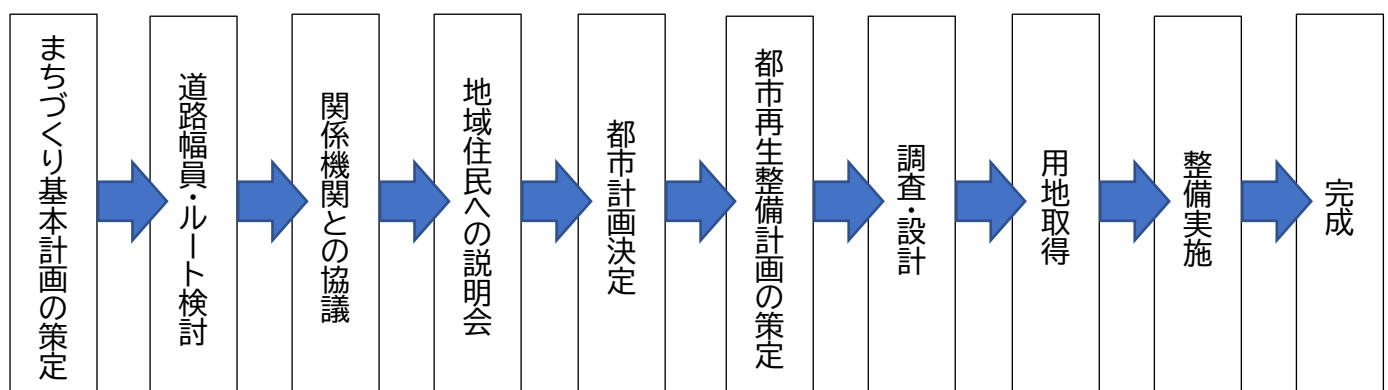 まちづくり基本計画の策定
道路幅員・ルート検討
関係機関との協議
地域住民への説明会
都市計画決定
都市再生整備計画の策定
調査・設計
用地取得
整備実施
完成